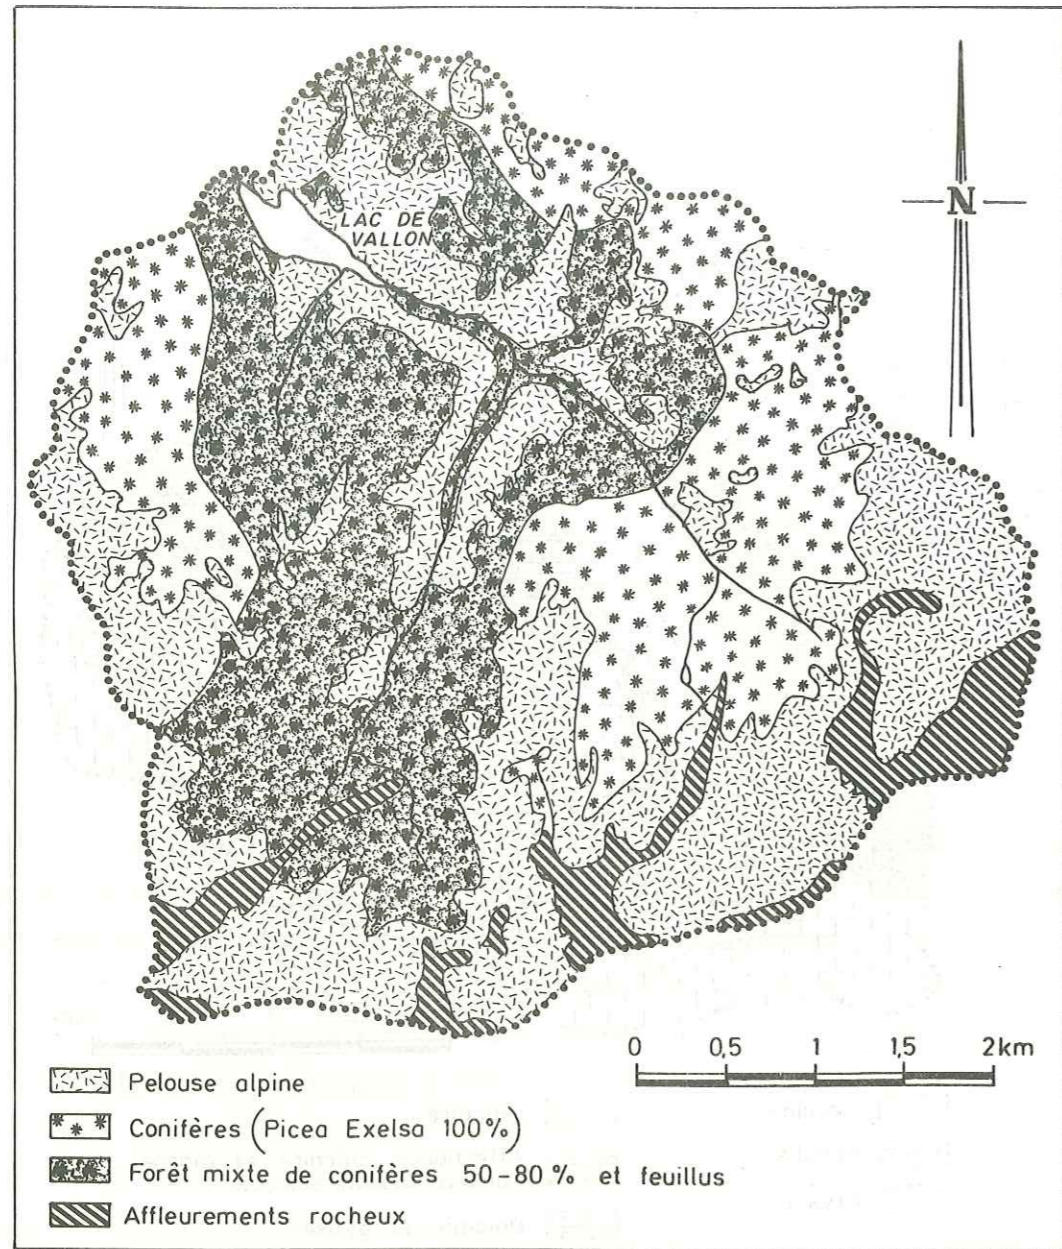 N
LAC DE
VALLON
0 0,5 1 1,5 2km
Pelouse alpine
Conifères (Picea Exelsa 100%)
Forêt mixte de conifères 50-80% et feuillus
Affleurements rocheux